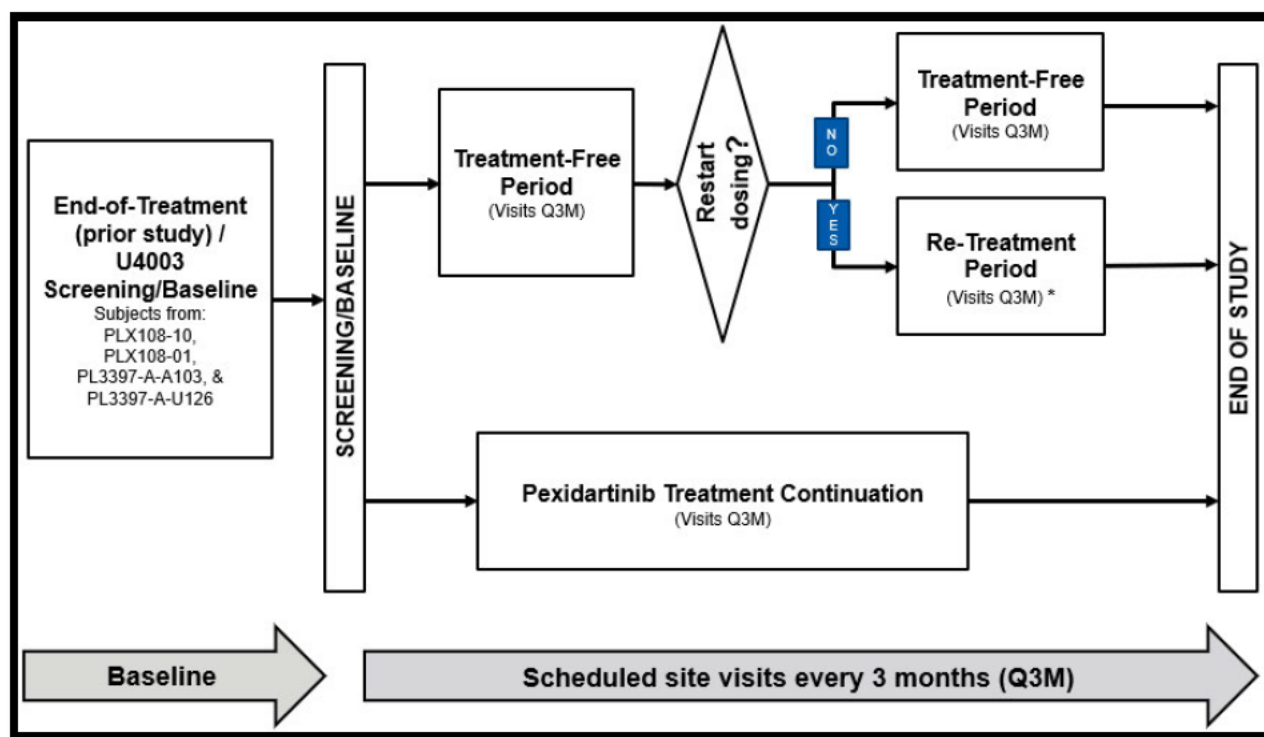 End-of-Treatment
(prior study) /
U4003
Screening/Baseline
Subjects from:
PLX108-10,
PLX108-01,
PL3397-A-A103, &
PL3397-A-U126
SCREENING/BASELINE
Treatment-Free
Period
(Visits Q3M)
Restart
dosing?
NO
YES
Treatment-Free
Period
(Visits Q3M)
Re-Treatment
Period
(Visits Q3M) *
Pexidartinib Treatment Continuation
(Visits Q3M)
END OF STUDY
Baseline
Scheduled site visits every 3 months (Q3M)